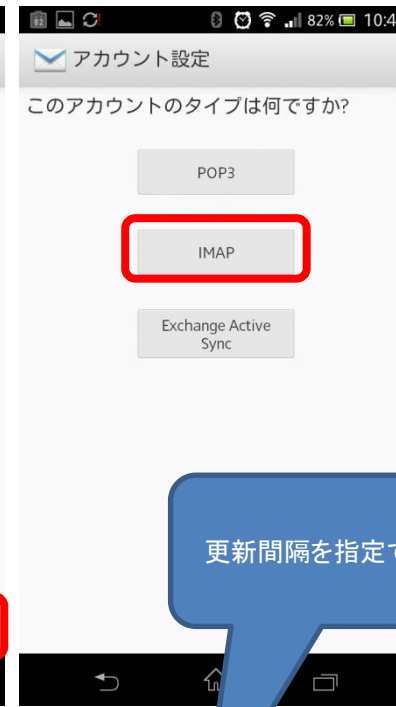 82% 10:4
アカウント設定
このアカウントのタイプは何ですか?
POP3
IMAP
Exchange Active
Sync
更新間隔を指定で